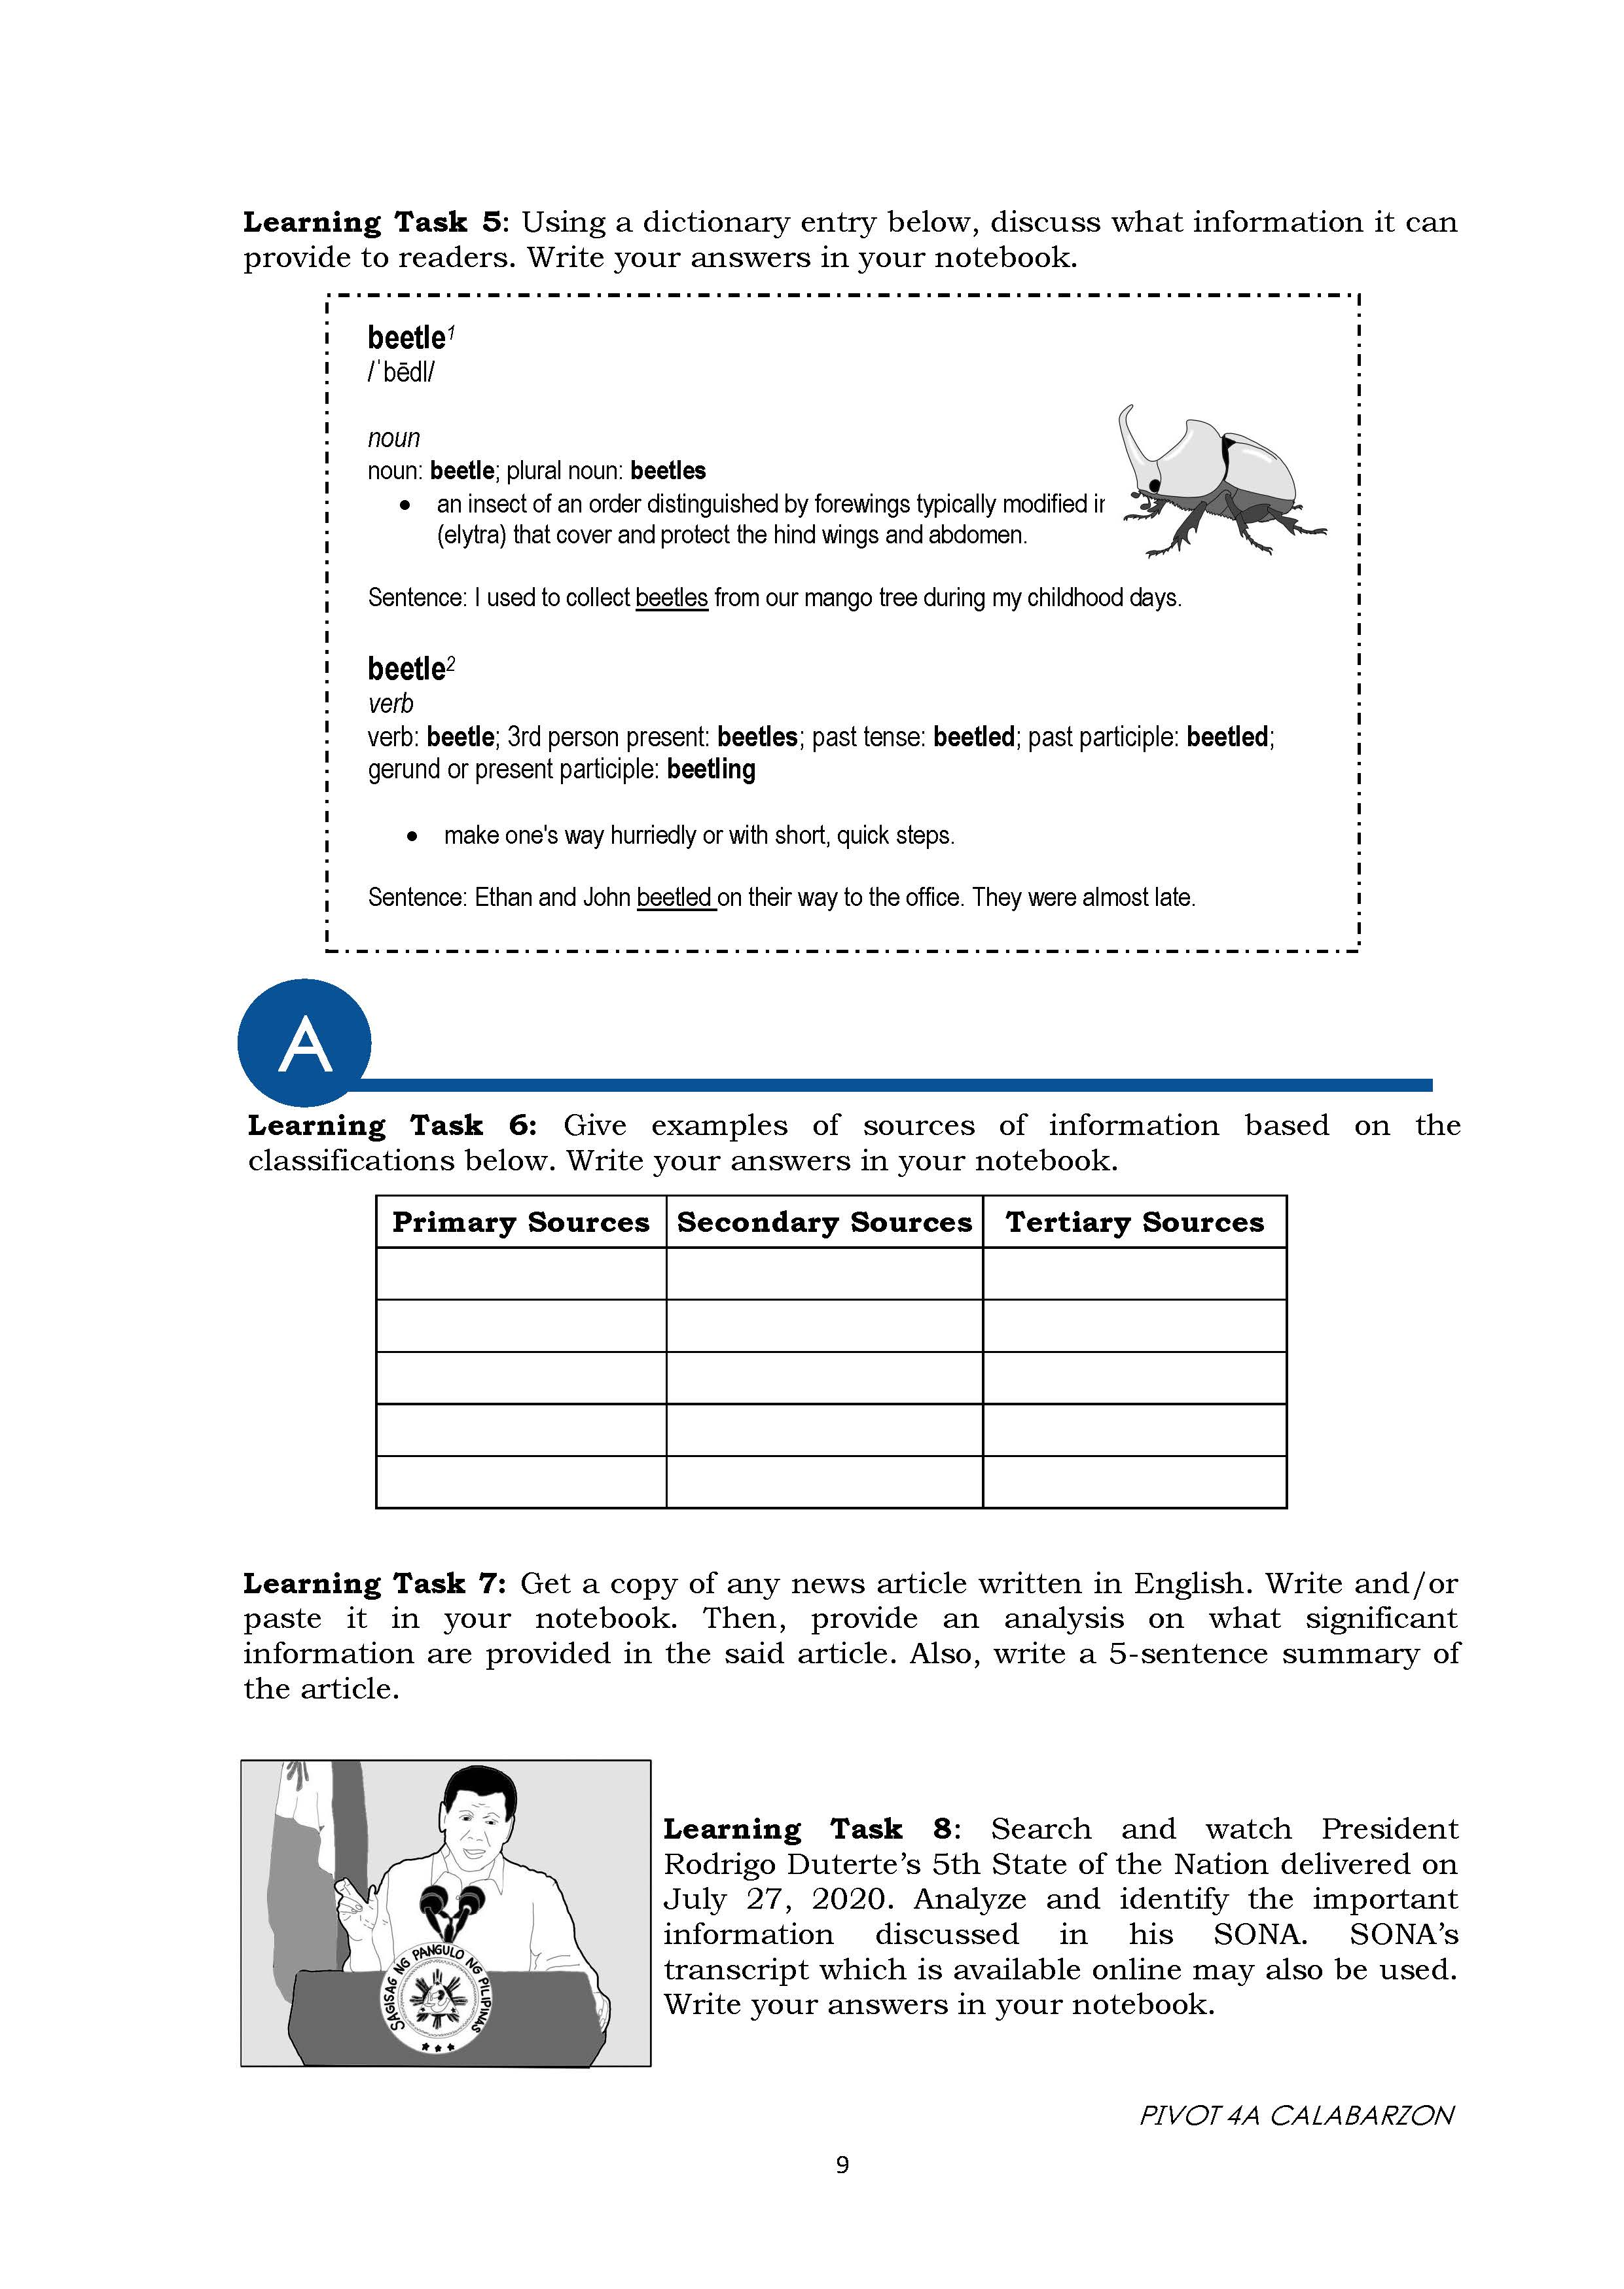 Learning Task 5: Using a dictionary entry below, discuss what information it can
provide to readers. Write your answers in your notebook.
beetle1
/ˈbēdl/
noun
noun: beetle; plural noun: beetles
• an insect of an order distinguished by forewings typically modified in
(elytra) that cover and protect the hind wings and abdomen.
Sentence: I used to collect beetles from our mango tree during my childhood days.
beetle2
verb
verb: beetle; 3rd person present: beetles; past tense: beetled; past participle: beetled;
gerund or present participle: beetling
• make one's way hurriedly or with short, quick steps.
Sentence: Ethan and John beetled on their way to the office. They were almost late.
A
Learning Task 6: Give examples of sources of information based on the
classifications below. Write your answers in your notebook.
Primary Sources Secondary Sources Tertiary Sources
Learning Task 7: Get a copy of any news article written in English. Write and/or
paste it in your notebook. Then, provide an analysis on what significant
information are provided in the said article. Also, write a 5-sentence summary of
the article.
SAGISAG NG PANGULO NG PILIPINAS
Learning Task 8: Search and watch President
Rodrigo Duterte’s 5th State of the Nation delivered on
July 27, 2020. Analyze and identify the important
information discussed in his SONA. SONA’s
transcript which is available online may also be used.
Write your answers in your notebook.
PIVOT 4A CALABARZON
9